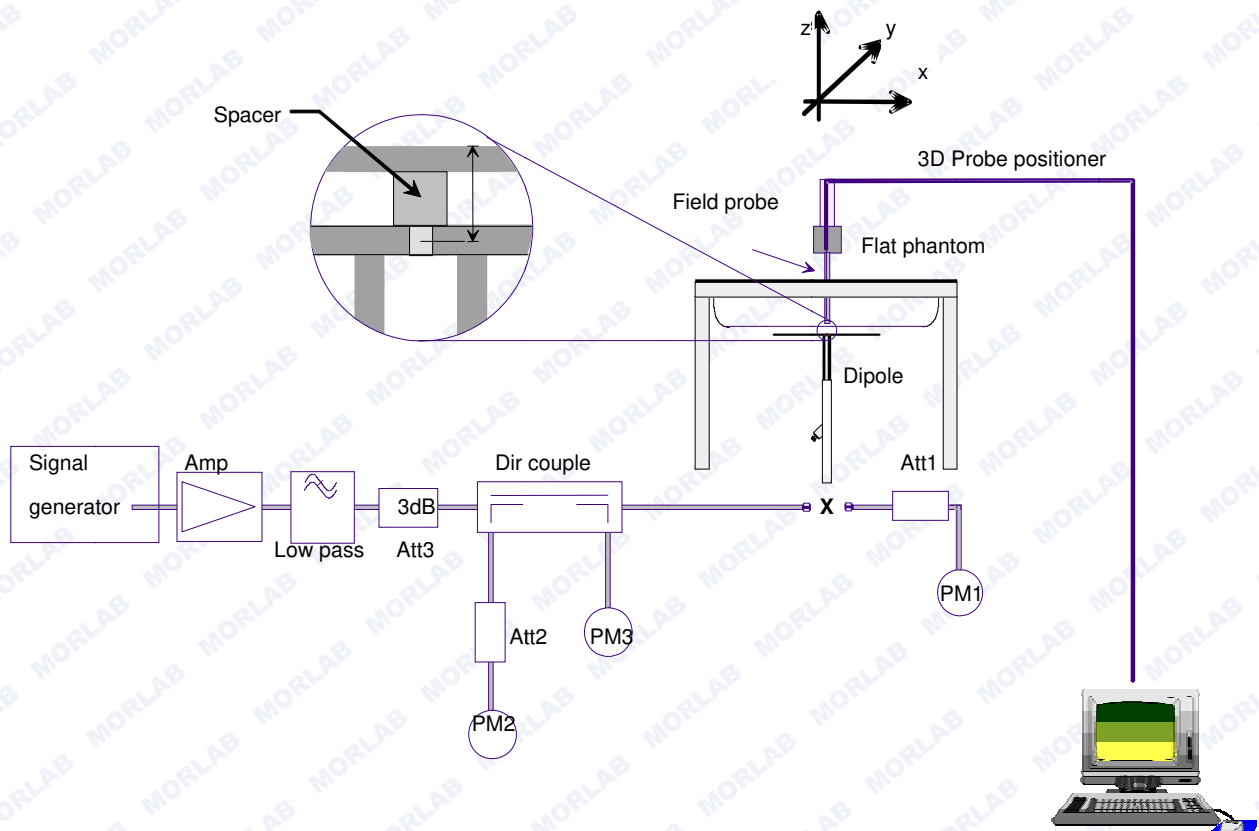 z
y
x
Spacer
3D Probe positioner
Field probe
Flat phantom
Dipole
Signal
generator
Amp
Low pass
3dB
Att3
Dir couple
Att1
X
PM1
Att2
PM3
PM2
MORLAB